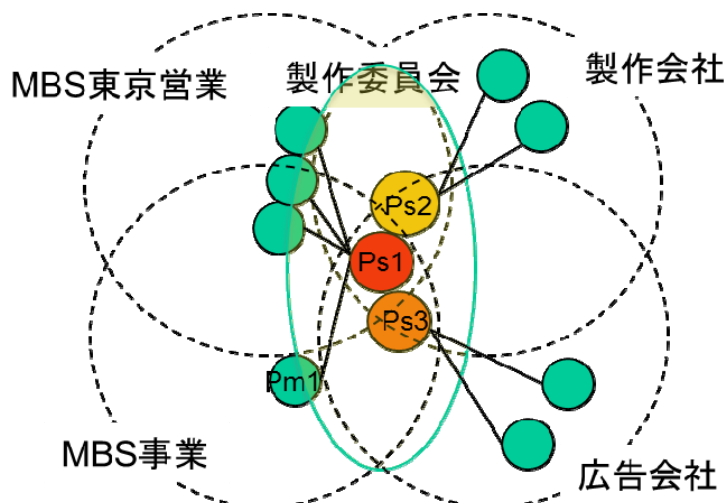 MBS東京営業
製作委員会
製作会社
Ps2
Ps1
Ps3
Pm1
MBS事業
広告会社